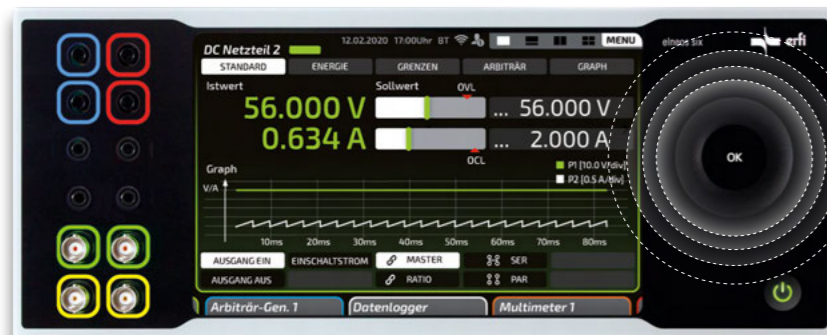 12.02.2020 17:00Uhr BT MENU
DC Netzteil 2
eineos six
erfi
STANDARD ENERGIE GRENZEN ARBITRÄR GRAPH
Istwert Sollwert OVL
56.000 V ... 56.000 V
0.634 A ... 2.000 A
OCL
OK
Graph
P1 [10.0 V/div]
P2 [0.5 A/div]
V/A
10ms 20ms 30ms 40ms 50ms 60ms 70ms 80ms
AUSGANG EIN EINSCHALTSTROM MASTER SER
AUSGANG AUS RATIO PAR
Arbiträr-Gen. 1 Datenlogger Multimeter 1